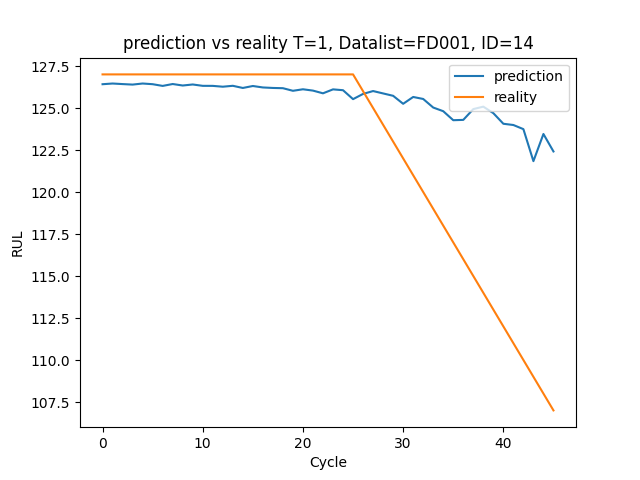 prediction vs reality T=1, Datalist=FD001, ID=14
prediction
reality
RUL
127.5
125.0
122.5
120.0
117.5
115.0
112.5
110.0
107.5
0 10 20 30 40
Cycle